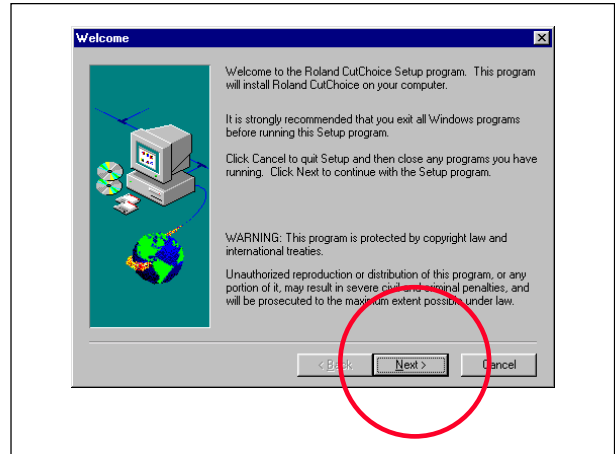 Welcome
Welcome to the Roland CutChoice Setup program. This program
will install Roland CutChoice on your computer.
It is strongly recommended that you exit all Windows programs
before running this Setup program.
Click Cancel to quit Setup and then close any programs you have
running. Click Next to continue with the Setup program.
WARNING: This program is protected by copyright law and
international treaties.
Unauthorized reproduction or distribution of this program, or any
portion of it, may result in severe civil and criminal penalties, and
will be prosecuted to the maximum extent possible under law.
< Back Next > Cancel